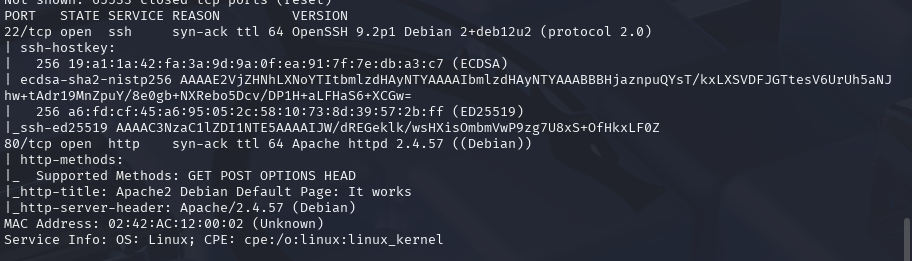 Not shown: 65533 closed tcp ports (reset)
PORT   STATE SERVICE REASON         VERSION
22/tcp open  ssh     syn-ack ttl 64 OpenSSH 9.2p1 Debian 2+deb12u2 (protocol 2.0)
| ssh-hostkey:
|   256 19:a1:1a:42:fa:3a:9d:9a:0f:ea:91:7f:7e:db:a3:c7 (ECDSA)
| ecdsa-sha2-nistp256 AAAAE2VjZHNhLXNoYTItbmlzdHAyNTYAAAAIbmlzdHAyNTYAAABBBHjaznpuQYsT/kxLXSVDFJGTtesV6UrUh5aNJ
hw+tAdr19MnZpuY/8e0gb+NXRebo5Dcv/DP1H+aLFHaS6+XCGw=
|   256 a6:fd:cf:45:a6:95:05:2c:58:10:73:8d:39:57:2b:ff (ED25519)
|_ssh-ed25519 AAAAC3NzaC1lZDI1NTE5AAAAIJW/dREGeklk/wsHXisOmbmVwP9zg7U8xS+OfHkxLF0Z
80/tcp open  http    syn-ack ttl 64 Apache httpd 2.4.57 ((Debian))
| http-methods:
|_  Supported Methods: GET POST OPTIONS HEAD
|_http-title: Apache2 Debian Default Page: It works
|_http-server-header: Apache/2.4.57 (Debian)
MAC Address: 02:42:AC:12:00:02 (Unknown)
Service Info: OS: Linux; CPE: cpe:/o:linux:linux_kernel